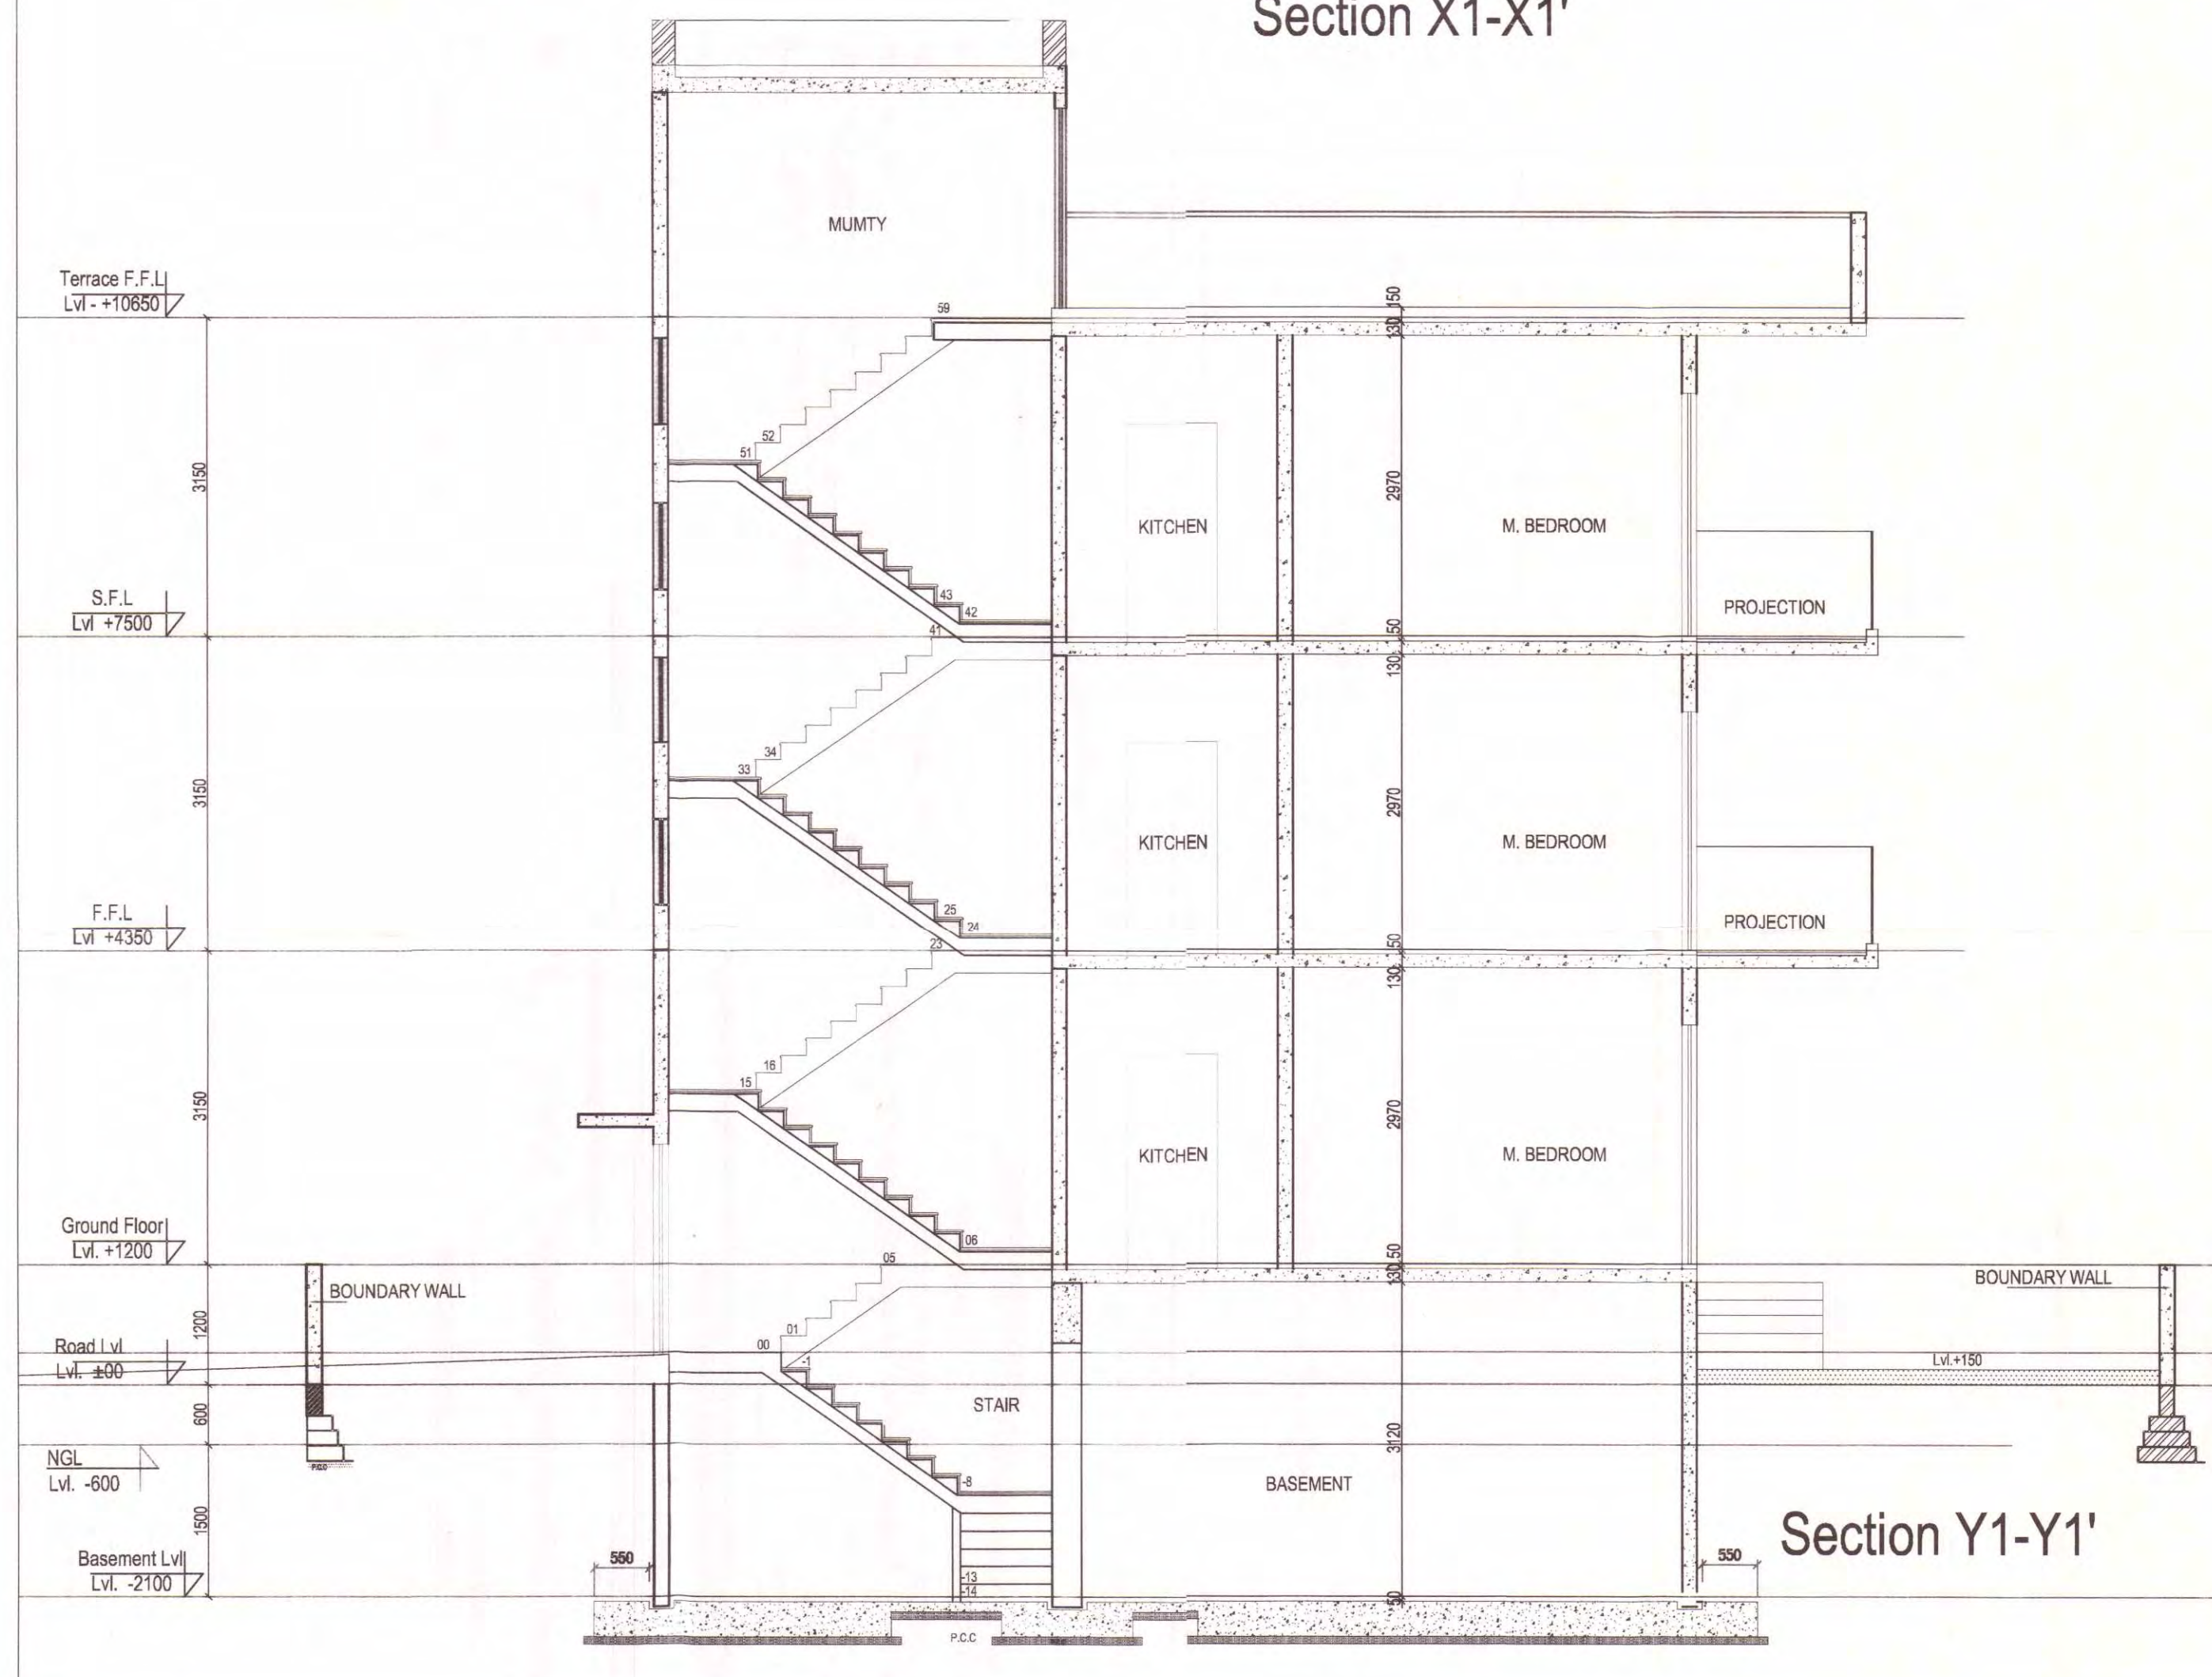 Section X1-X1'
MUMTY
Terrace F.F.L
Lvl - +10650
59
150
130
52
51
3150
2970
KITCHEN
M. BEDROOM
S.F.L
Lvl +7500
43
42
41
PROJECTION
50
130
34
33
3150
2970
KITCHEN
M. BEDROOM
F.F.L
Lvl +4350
25
24
23
PROJECTION
50
130
16
15
3150
2970
KITCHEN
M. BEDROOM
Ground Floor
Lvl. +1200
06
05
50
130
BOUNDARY WALL
BOUNDARY WALL
1200
01
00
-1
Road Lvl
Lvl. ±00
Lvl.+150
600
STAIR
3120
NGL
Lvl. -600
P.C.C
-8
BASEMENT
1500
Section Y1-Y1'
Basement Lvl
Lvl. -2100
550
550
-13
-14
50
P.C.C